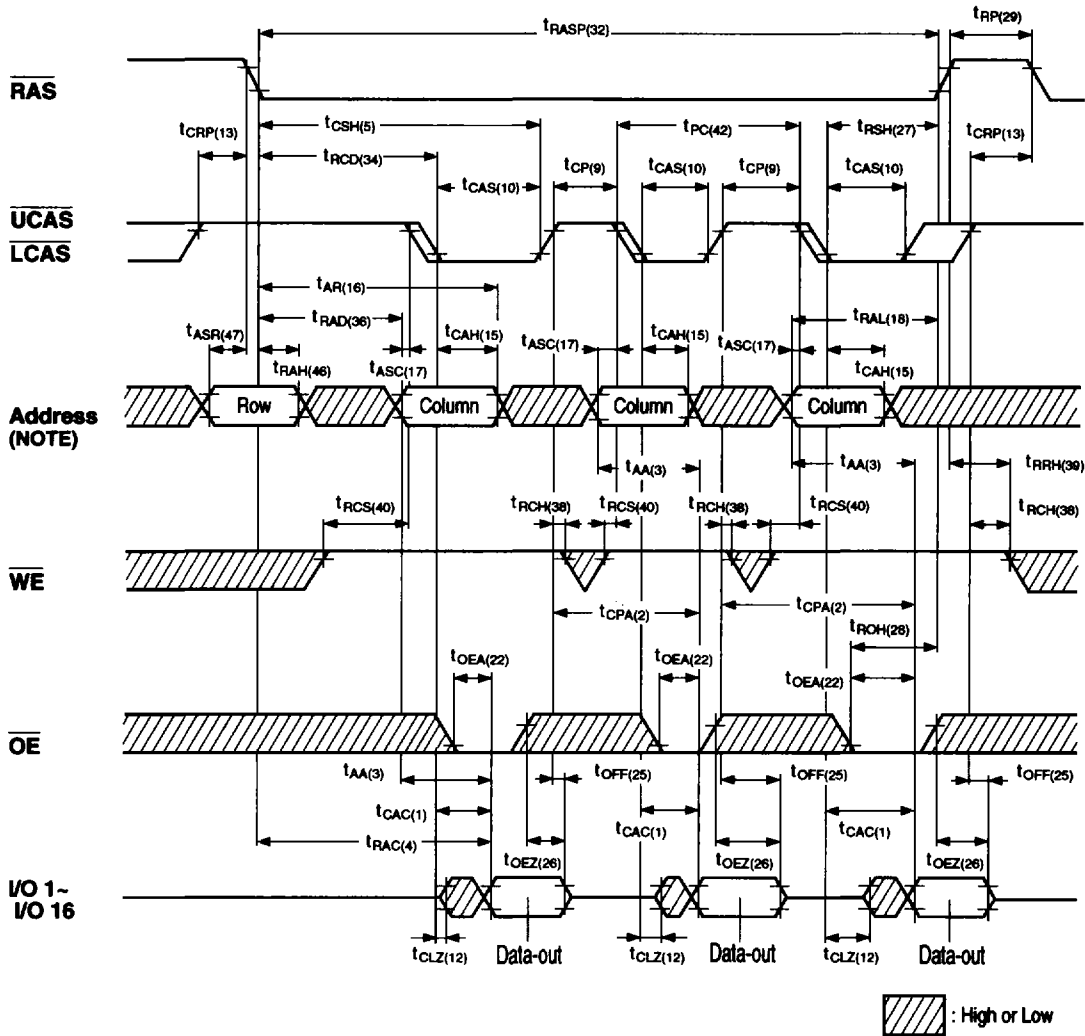 tRASP(32)
tRP(29)
RAS
tCRP(13)
tCSH(5)
tPC(42)
tRSH(27)
tCRP(13)
tRCD(34)
tCAS(10)
tCP(9)
tCAS(10)
tCP(9)
tCAS(10)
UCAS
LCAS
tAR(16)
tRAD(36)
tRAL(18)
tASR(47)
tCAH(15)
tASC(17)
tCAH(15)
tASC(17)
tRAH(46)
tASC(17)
tCAH(15)
Address
(NOTE)
Row
Column
Column
Column
tAA(3)
tAA(3)
tRRH(39)
tRCS(40)
tRCH(38)
tRCS(40)
tRCH(38)
tRCS(40)
tRCH(38)
WE
tCPA(2)
tCPA(2)
tROH(28)
tOEA(22)
tOEA(22)
tOEA(22)
OE
tAA(3)
tOFF(25)
tOFF(25)
tOFF(25)
tCAC(1)
tCAC(1)
tCAC(1)
tRAC(4)
tOEZ(26)
tOEZ(26)
tOEZ(26)
I/O 1~
I/O 16
tCLZ(12)
Data-out
tCLZ(12)
Data-out
tCLZ(12)
Data-out
: High or Low